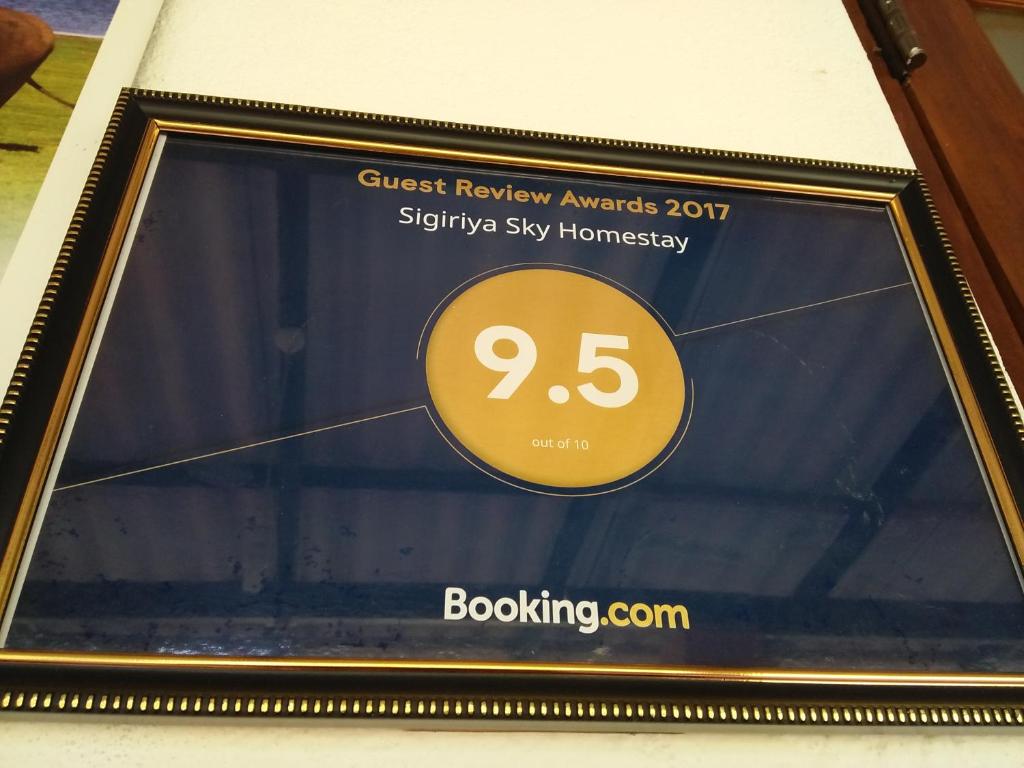 Guest Review Awards 2017
Sigiriya Sky Homestay
9.5
out of 10
Booking.com